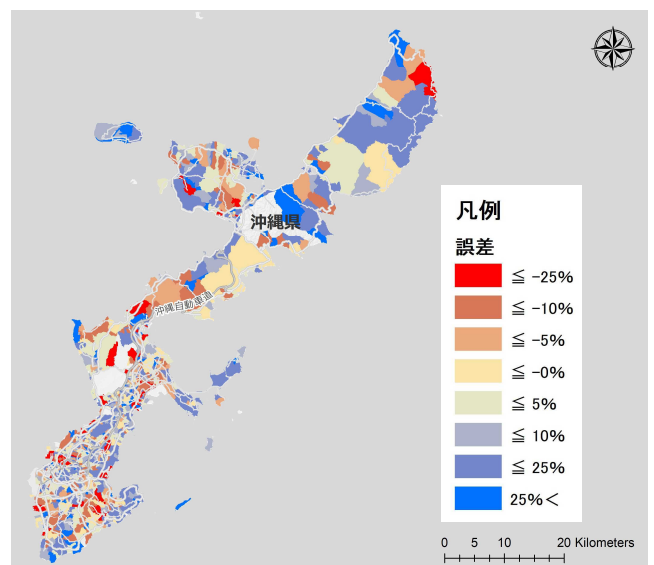 沖縄県
沖縄自動車道
凡例
誤差
≦ -25%
≦ -10%
≦ -5%
≦ -0%
≦ 5%
≦ 10%
≦ 25%
25%<
0 5 10 20 Kilometers